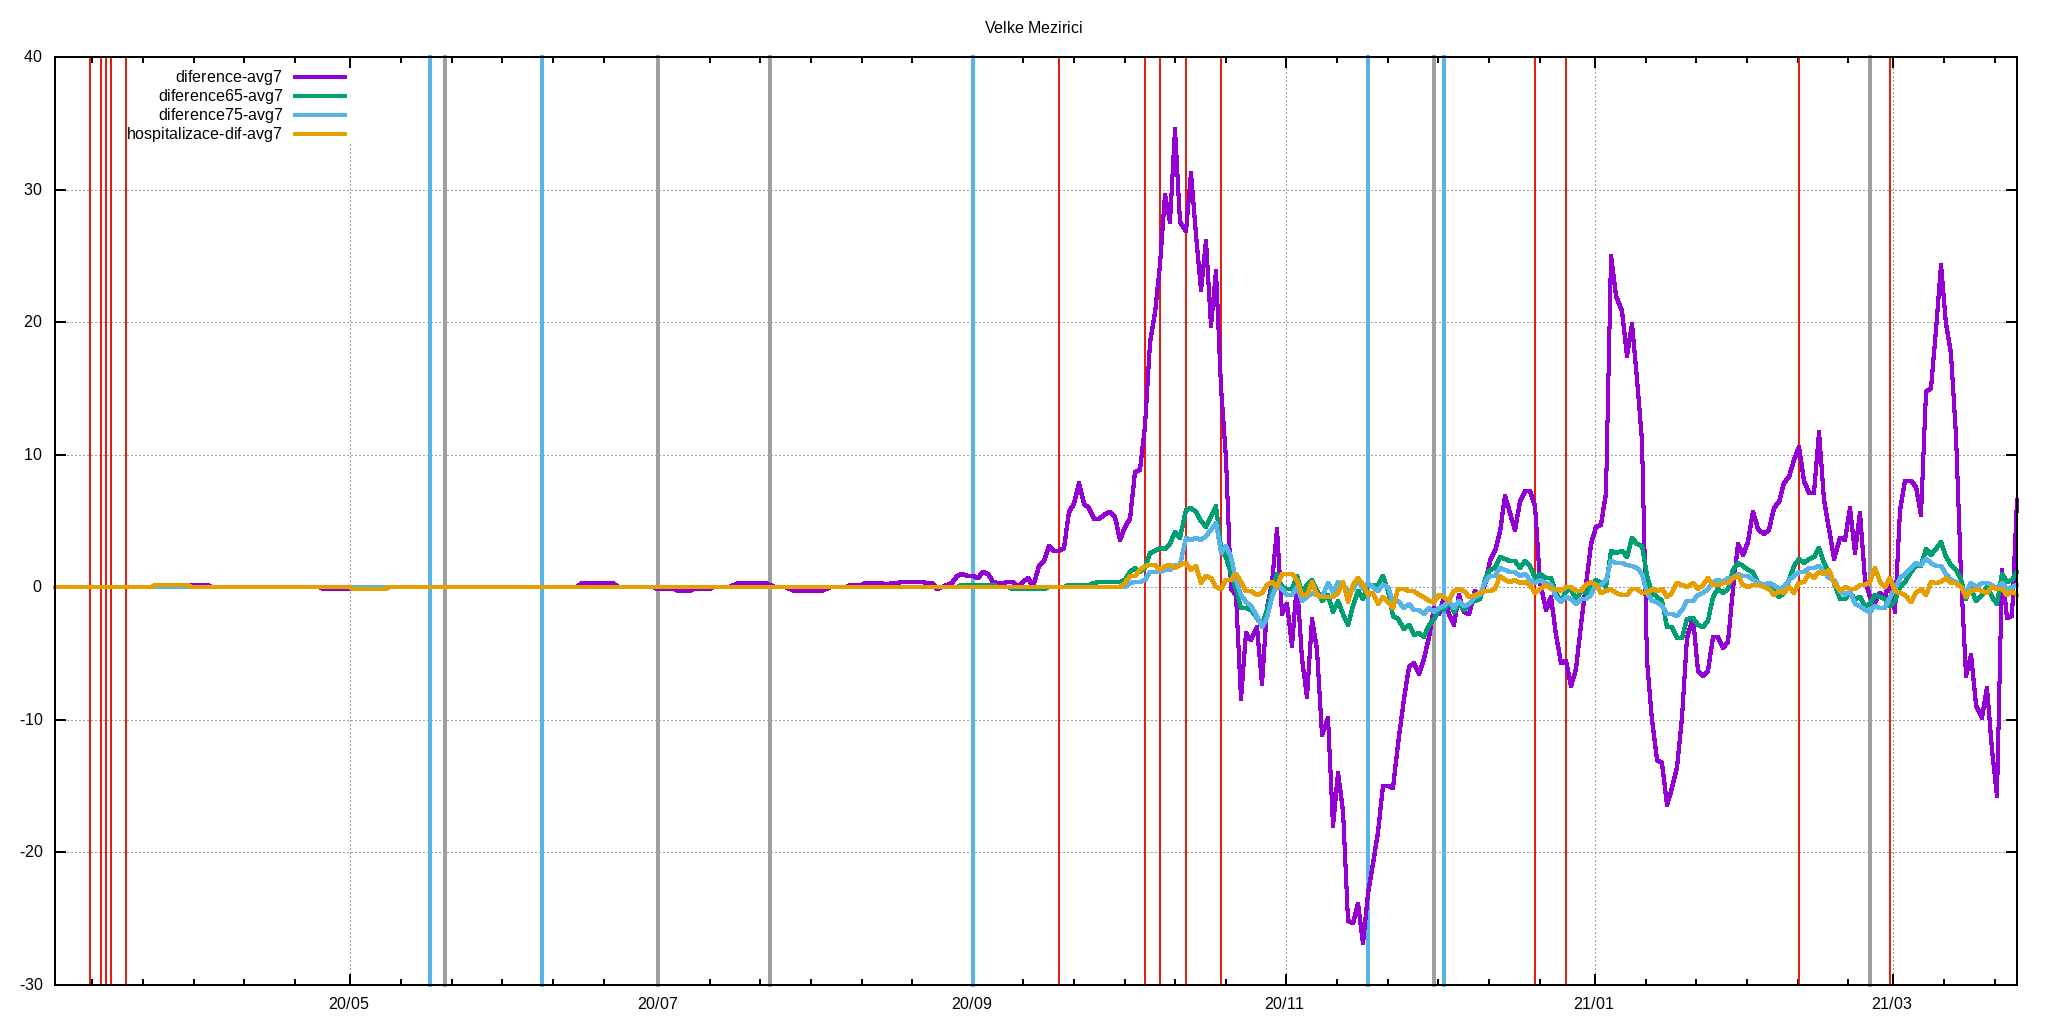 Velke Mezirici
40
diference-avg7
diference65-avg7
diference75-avg7
hospitalizace-dif-avg7
30
20
10
0
-10
-20
-30
20/05 20/07 20/09 20/11 21/01 21/03